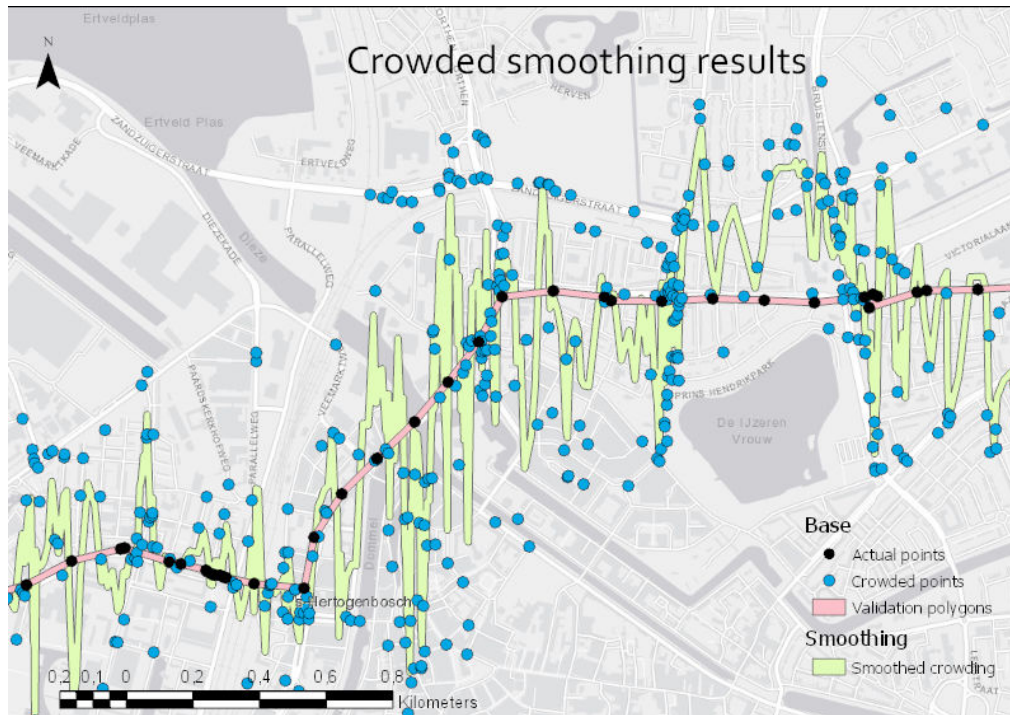 Ertveldplas
N
Crowded smoothing results
HERVEN
BRUISTENS
Ertveld Plas
ZANDZUIGERSTRAAT
VEEMARKTKADE
DIEZEKADE
ZANDZUIGERSTRAAT
PARALLELWEG
Dieze
VICTORIALAAN
VEEMARKTW
PRINS HENDRIKPARK
PAARDSKERKHOFWEG
PARALLELWEG
De IJzeren
Vrouw
Dommel
's Hertogenbosch
Base
Actual points
Crowded points
Validation polygons
Smoothing
Smoothed crowding
0,2 0,1 0 0,2 0,4 0,6 0,8
Kilometers